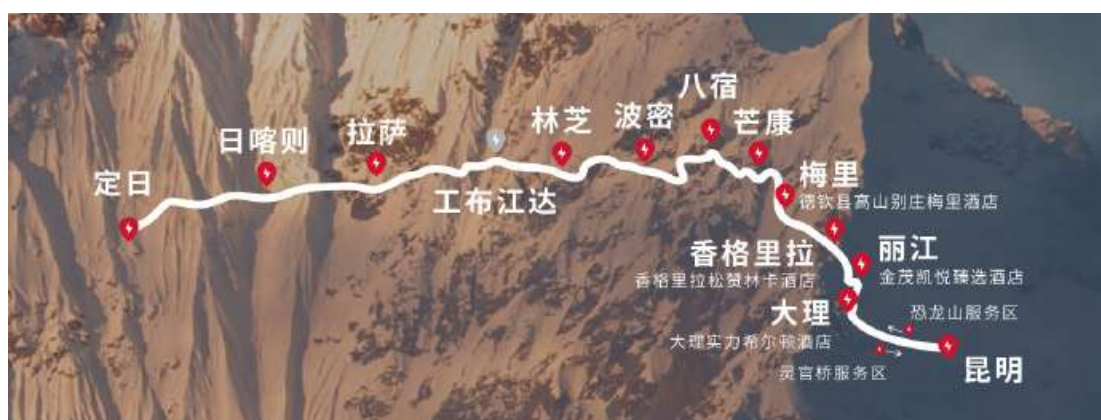 八宿
林芝
波密
芒康
日喀则
拉萨
定日
工布江达
梅里
德钦县高山别庄梅里酒店
香格里拉
香格里拉松赞林卡酒店
丽江
金茂凯悦臻选酒店
大理
恐龙山服务区
大理实力希尔顿酒店
灵官桥服务区
昆明